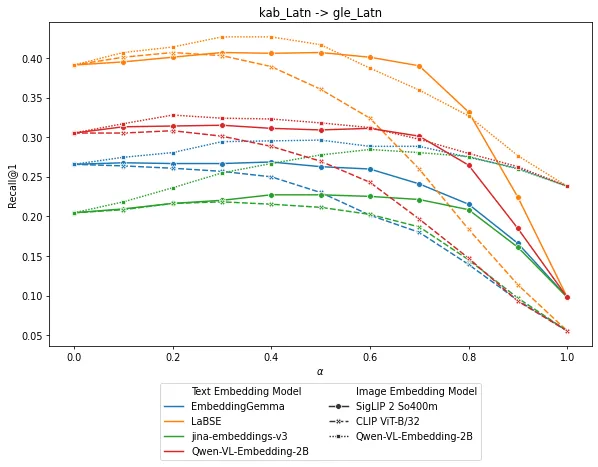 kab_Latn -> gle_Latn
Recall@1
0.40
0.35
0.30
0.25
0.20
0.15
0.10
0.05
0.0
0.2
0.4
0.6
0.8
1.0
α
Text Embedding Model
EmbeddingGemma
LaBSE
jina-embeddings-v3
Qwen-VL-Embedding-2B
Image Embedding Model
SigLIP 2 So400m
CLIP ViT-B/32
Qwen-VL-Embedding-2B